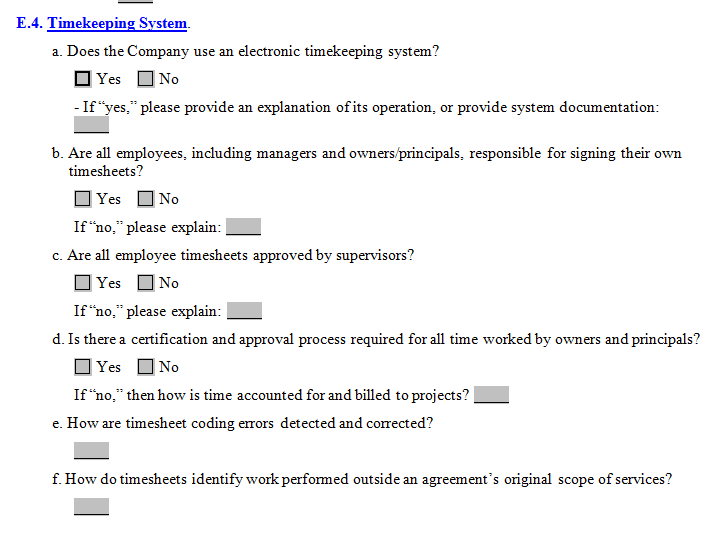 E.4. Timekeeping System.
a. Does the Company use an electronic timekeeping system?
Yes No
- If “yes,” please provide an explanation of its operation, or provide system documentation:
b. Are all employees, including managers and owners/principals, responsible for signing their own
timesheets?
Yes No
If “no,” please explain:
c. Are all employee timesheets approved by supervisors?
Yes No
If “no,” please explain:
d. Is there a certification and approval process required for all time worked by owners and principals?
Yes No
If “no,” then how is time accounted for and billed to projects?
e. How are timesheet coding errors detected and corrected?
f. How do timesheets identify work performed outside an agreement’s original scope of services?